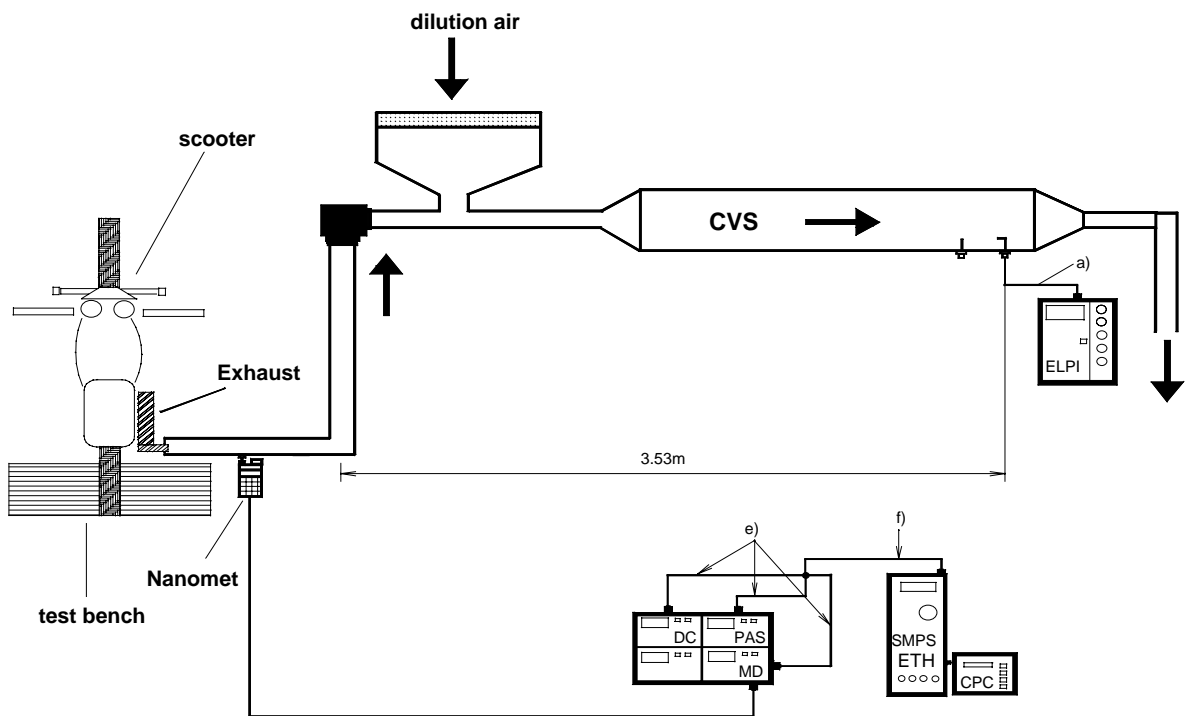 dilution air
scooter
CVS
a)
ELPI
Exhaust
3.53m
Nanomet
test bench
e)
f)
DC
PAS
MD
SMPS
ETH
CPC